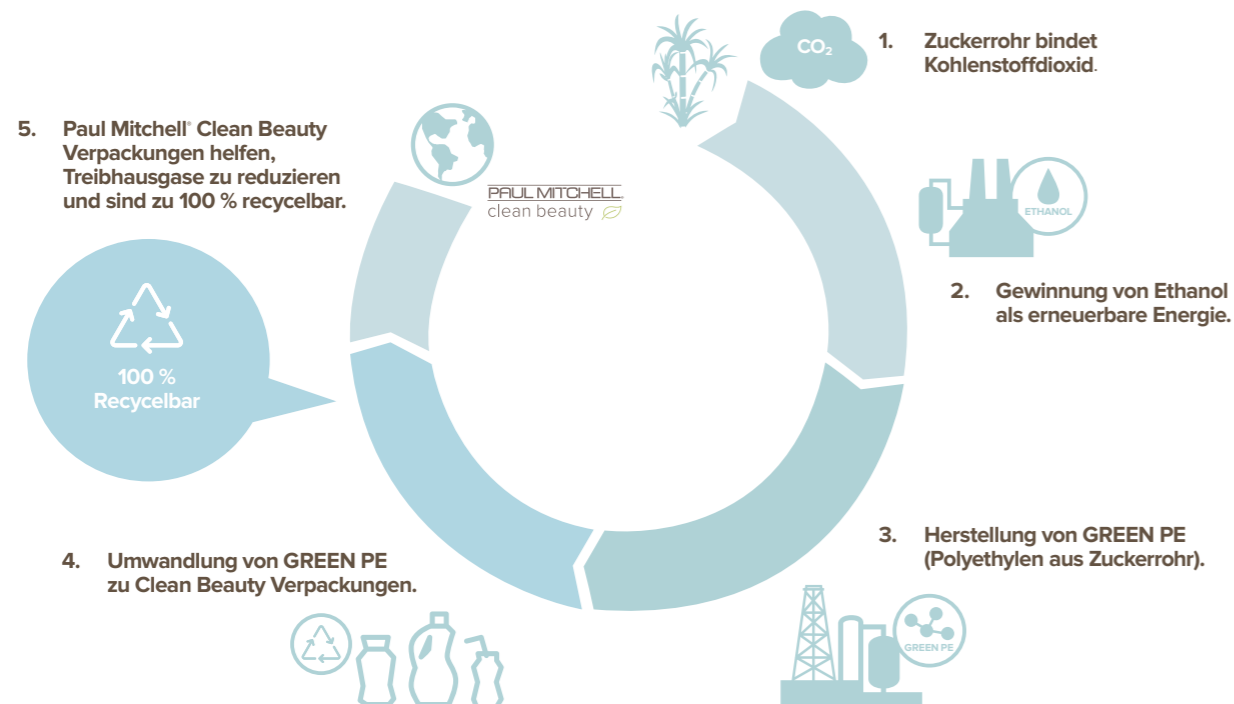 CO₂
1. Zuckerrohr bindet
Kohlenstoffdioxid.
ETHANOL
2. Gewinnung von Ethanol
als erneuerbare Energie.
3. Herstellung von GREEN PE
(Polyethylen aus Zuckerrohr).
GREEN PE
4. Umwandlung von GREEN PE
zu Clean Beauty Verpackungen.
5. Paul Mitchell® Clean Beauty
Verpackungen helfen,
Treibhausgase zu reduzieren
und sind zu 100 % recycelbar.
100 %
Recycelbar
PAUL MITCHELL®
clean beauty